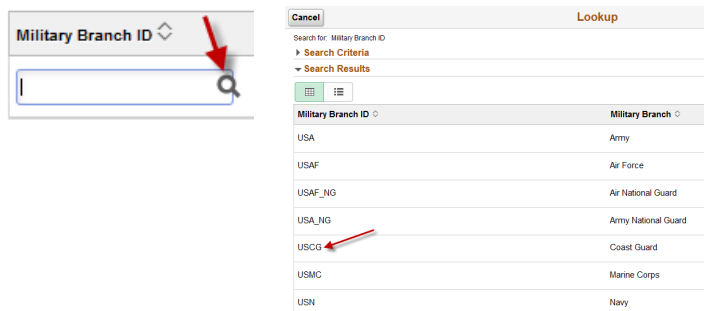 Military Branch ID
Cancel
Lookup
Search for: Military Branch ID
Search Criteria
Search Results
Military Branch ID Military Branch
USA Army
USAF Air Force
USAF_NG Air National Guard
USA_NG Army National Guard
USCG Coast Guard
USMC Marine Corps
USN Navy